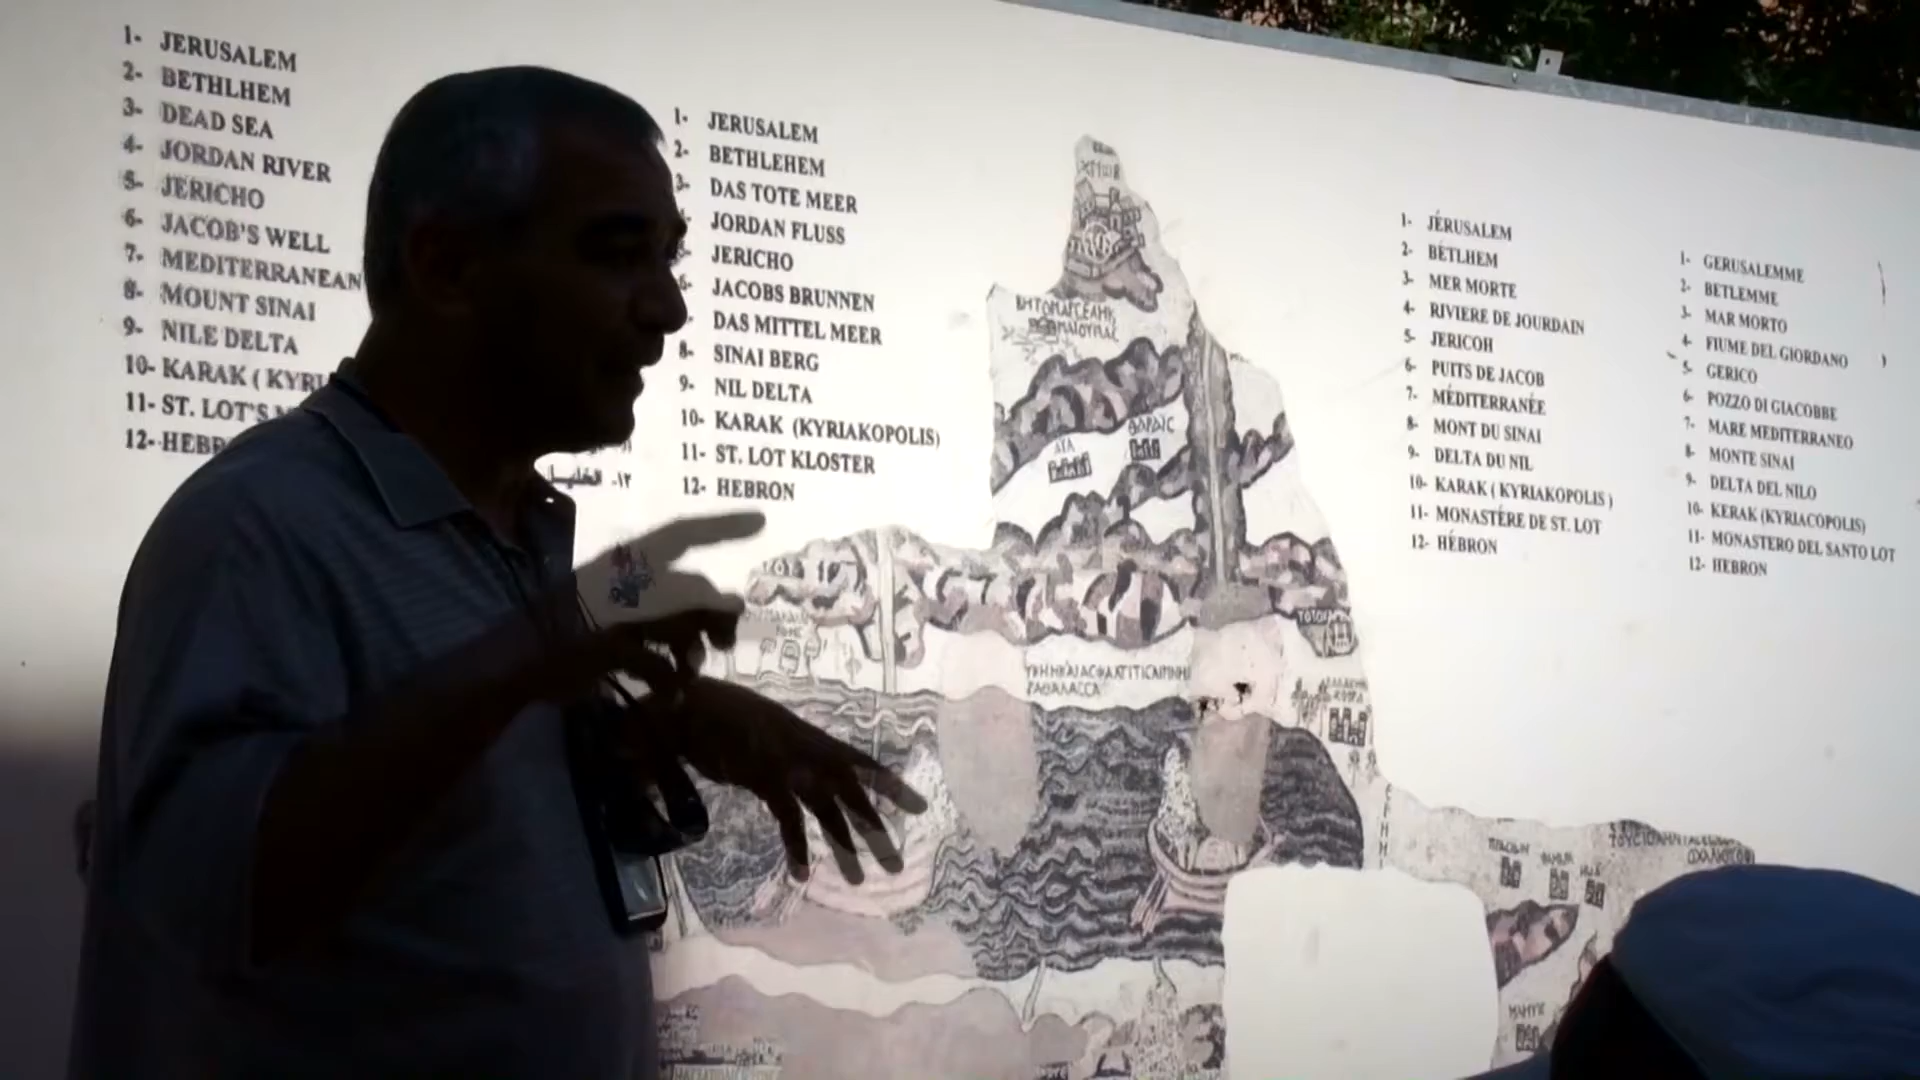 1- JERUSALEM
2- BETHLHEM
3- DEAD SEA
4- JORDAN RIVER
5- JERICHO
6- JACOB'S WELL
7- MEDITERRANEAN
8- MOUNT SINAI
9- NILE DELTA
10- KARAK (
11- ST. LOT'S
12-
1- JERUSALEM
2- BETHLEHEM
3- DAS TOTE MEER
JORDAN FLUSS
JERICHO
JACOBS BRUNNEN
DAS MITTEL MEER
8- SINAI BERG
9- NIL DELTA
10- KARAK (KYRIAKOPOLIS)
11- ST. LOT KLOSTER
12- HEBRON
١٢- الخليل
1- JÉRUSALEM
2- BÉTLHEM
3- MER MORTE
4- RIVIERE DE JOURDAIN
5- JERICOH
6- PUITS DE JACOB
7- MÉDITERRANÉE
8- MONT DU SINAI
9- DELTA DU NIL
10- KARAK ( KYRIAKOPOLIS )
11- MONASTÉRE DE ST. LOT
12- HÉBRON
1- GERUSALEMME
2- BETLEMME
3- MAR MORTO
4- FIUME DEL GIORDANO
5- GERICO
6- POZZO DI GIACOBBE
7- MARE MEDITERRANEO
8- MONTE SINAI
9- DELTA DEL NILO
10- KERAK (KYRIACOPOLIS)
11- MONASTERO DEL SANTO LOT
12- HEBRON